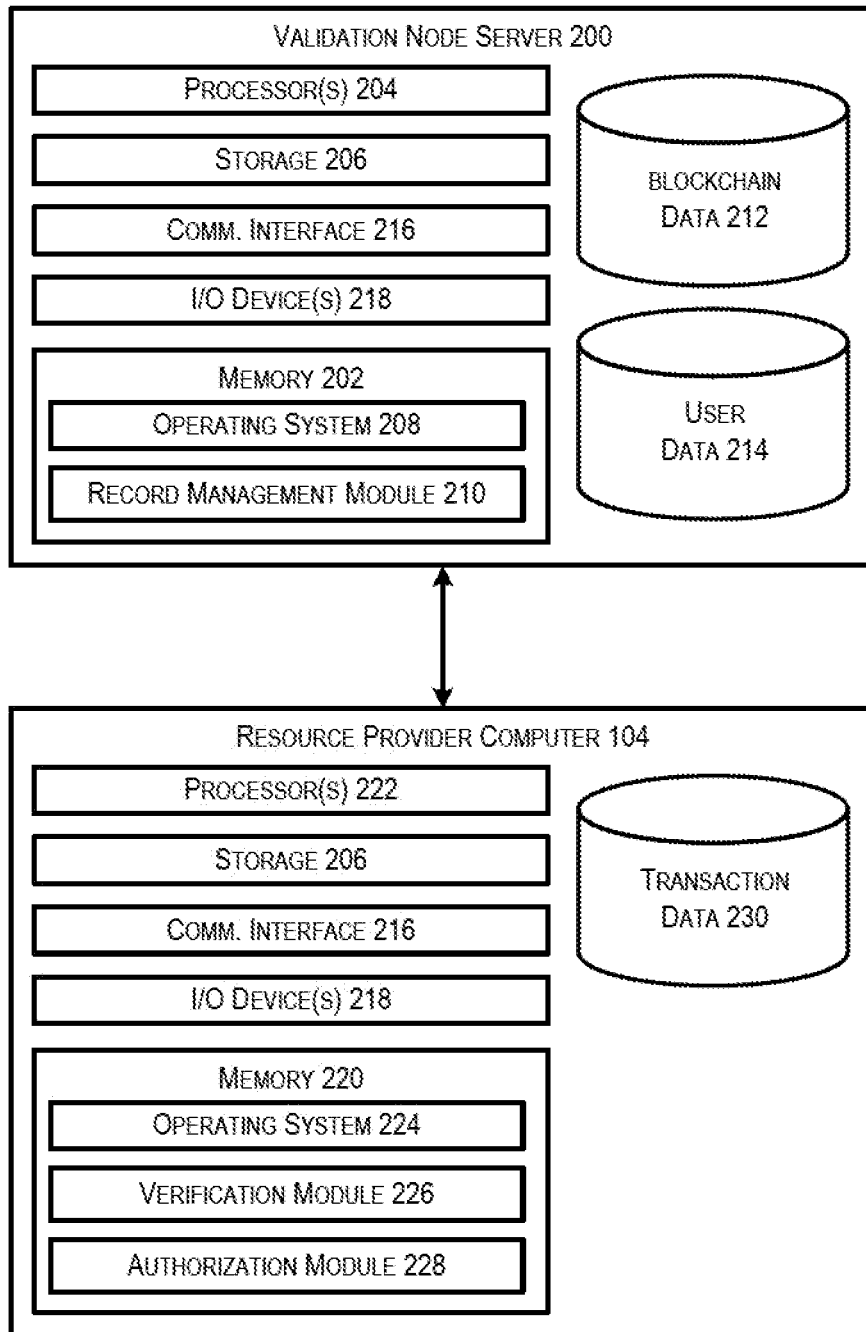 Validation Node Server 200
Processor(s) 204
Storage 206
Comm. Interface 216
I/O Device(s) 218
Memory 202
Operating System 208
Record Management Module 210
blockchain
Data 212
User
Data 214
Resource Provider Computer 104
Processor(s) 222
Storage 206
Comm. Interface 216
I/O Device(s) 218
Memory 220
Operating System 224
Verification Module 226
Authorization Module 228
Transaction
Data 230